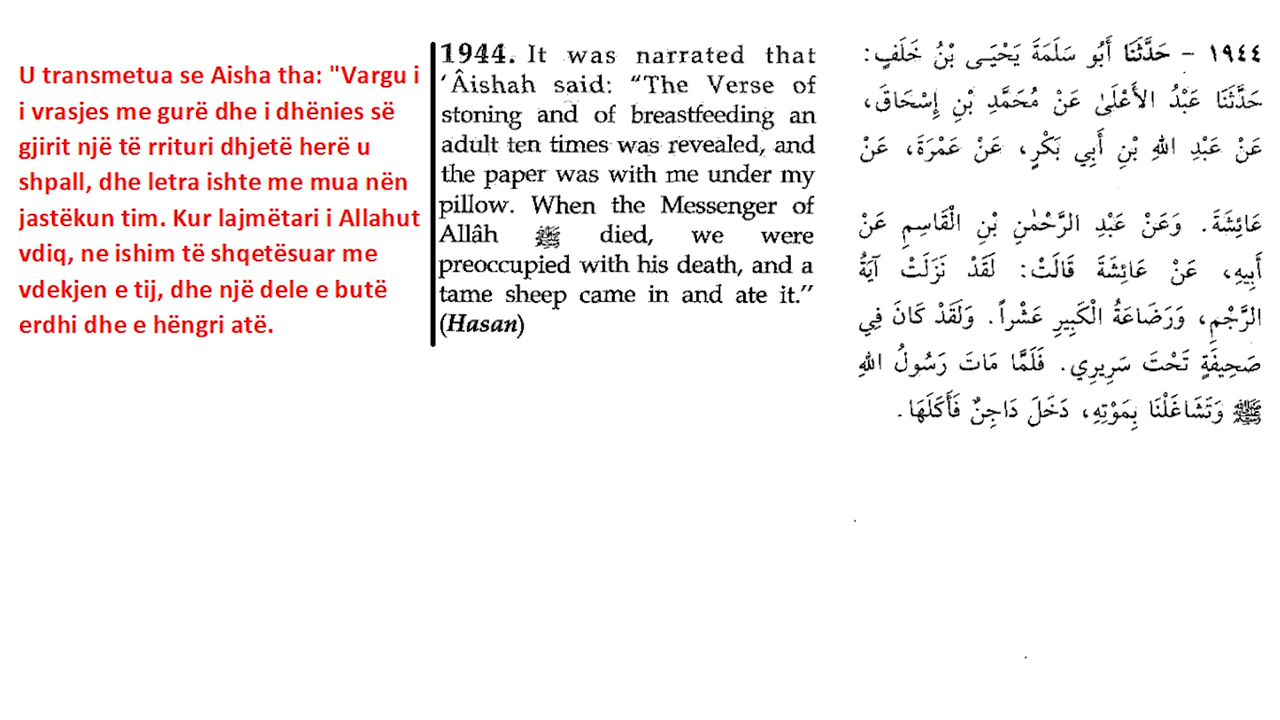 U transmetua se Aisha tha: "Vargu i
i vrasjes me gurë dhe i dhënies së
gjirit një të rrituri dhjetë herë u
shpall, dhe letra ishte me mua nën
jastëkun tim. Kur lajmëtari i Allahut
vdiq, ne ishim të shqetësuar me
vdekjen e tij, dhe një dele e butë
erdhi dhe e hëngri atë.
1944. It was narrated that
‘Âishah said: “The Verse of
stoning and of breastfeeding an
adult ten times was revealed, and
the paper was with me under my
pillow. When the Messenger of
Allâh ﷺ died, we were
preoccupied with his death, and a
tame sheep came in and ate it.”
(Hasan)
١٩٤٤ - حَدَّثَنَا أَبُو سَلَمَةَ يَحْيَـى بْنُ خَلَفٍ:
حَدَّثَنَا عَبْدُ الأَعْلَىٰ عَنْ مُحَمَّدِ بْنِ إِسْحَاقَ،
عَنْ عَبْدِ اللهِ بْنِ أَبِي بَكْرٍ، عَنْ عَمْرَةَ، عَنْ
عَائِشَةَ. وَعَنْ عَبْدِ الرَّحْمٰنِ بْنِ الْقَاسِمِ عَنْ
أَبِيهِ، عَنْ عَائِشَةَ قَالَتْ: لَقَدْ نَزَلَتْ آيَةُ
الرَّجْمِ، وَرَضَاعَةُ الْكَبِيرِ عَشْراً. وَلَقَدْ كَانَ فِي
صَحِيفَةٍ تَحْتَ سَرِيرِي. فَلَمَّا مَاتَ رَسُولُ اللهِ
ﷺ وَتَشَاغَلْنَا بِمَوْتِهِ، دَخَلَ دَاجِنٌ فَأَكَلَهَا.